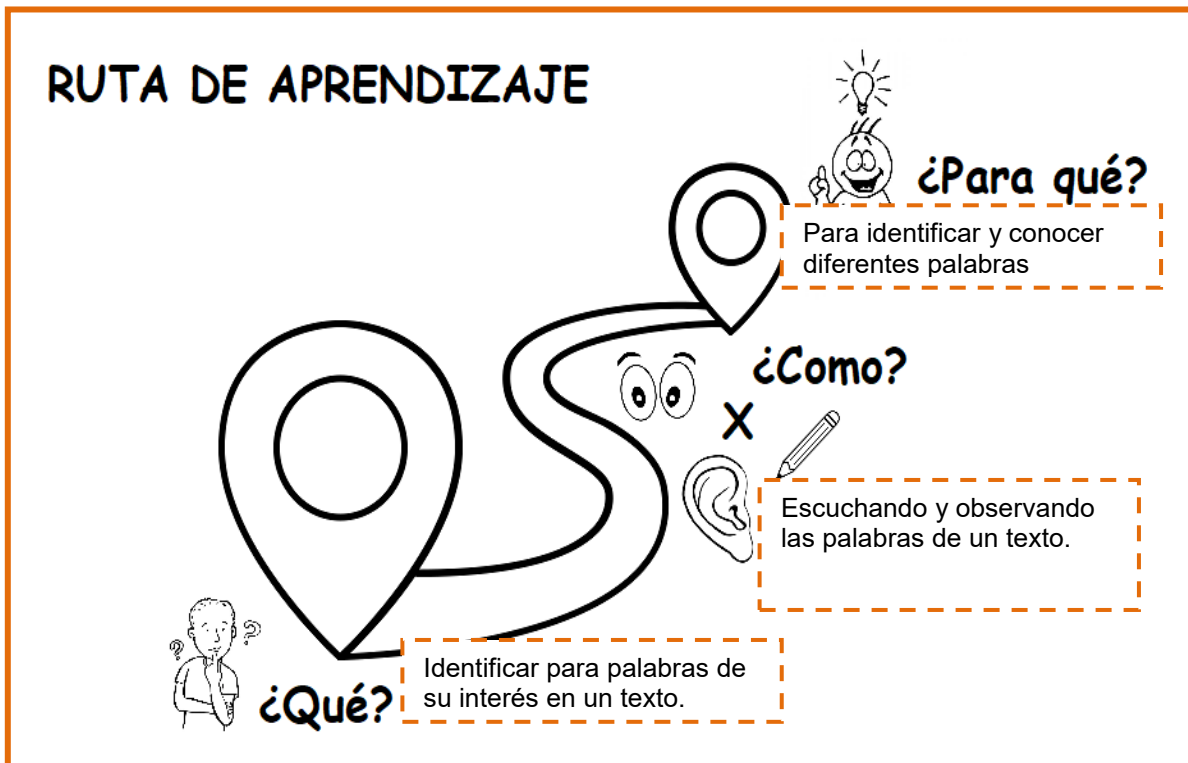 RUTA DE APRENDIZAJE
¿Para qué?
Para identificar y conocer
diferentes palabras
¿Como?
X
Escuchando y observando
las palabras de un texto.
? ?
¿Qué?
Identificar para palabras de
su interés en un texto.